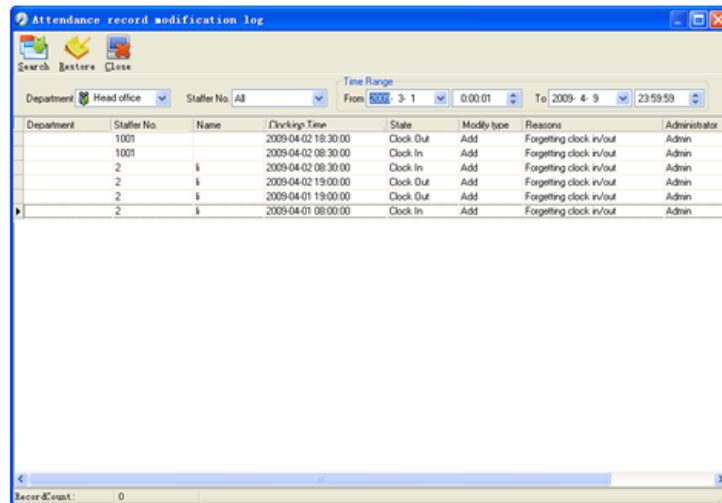 Attendance record modification log
Search Restore Close
Time Range
Department Head office Staffer No. All From 2009- 3- 1 0:00:01 To 2009- 4- 9 23:59:59
Department Staffer No. Name Clocking Time State Modify type Reasons Administrator
1001 2009-04-02 18:30:00 Clock Out Add Forgetting clock in/out Admin
1001 2009-04-02 08:30:00 Clock In Add Forgetting clock in/out Admin
2 li 2009-04-02 08:30:00 Clock In Add Forgetting clock in/out Admin
2 li 2009-04-02 19:00:00 Clock Out Add Forgetting clock in/out Admin
2 li 2009-04-01 19:00:00 Clock Out Add Forgetting clock in/out Admin
2 li 2009-04-01 08:00:00 Clock In Add Forgetting clock in/out Admin
RecordCount: 0